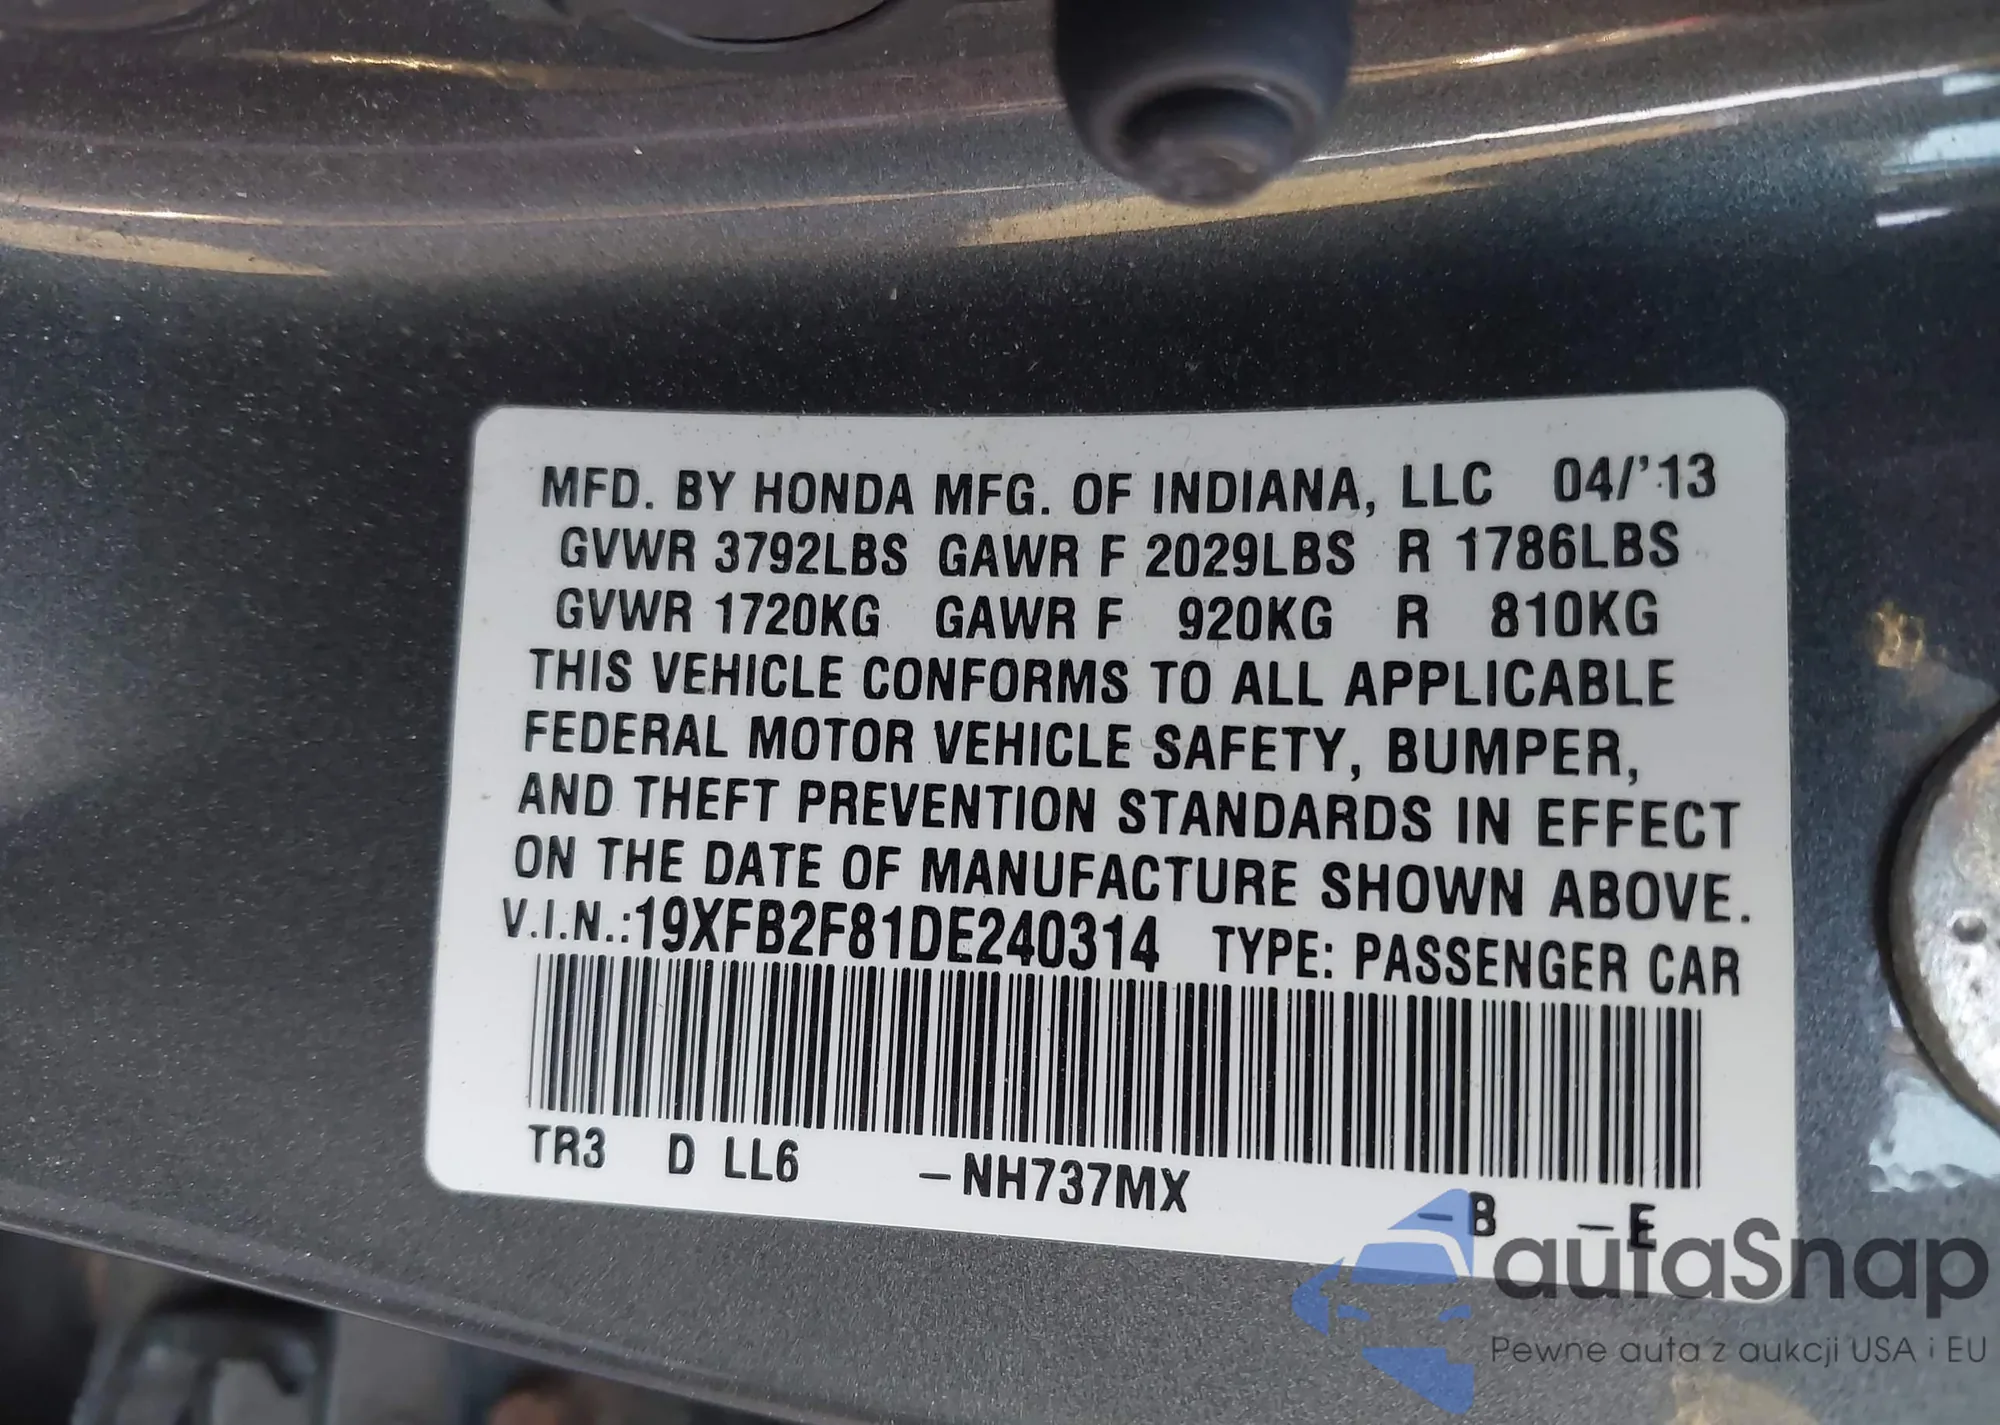 MFD. BY HONDA MFG. OF INDIANA, LLC 04/'13
GVWR 3792LBS GAWR F 2029LBS R 1786LBS
GVWR 1720KG GAWR F 920KG R 810KG
THIS VEHICLE CONFORMS TO ALL APPLICABLE
FEDERAL MOTOR VEHICLE SAFETY, BUMPER,
AND THEFT PREVENTION STANDARDS IN EFFECT
ON THE DATE OF MANUFACTURE SHOWN ABOVE.
V.I.N.:19XFB2F81DE240314 TYPE: PASSENGER CAR
TR3 D LL6 –NH737MX –B –E
autaSnap
Pewne auta z aukcji USA i EU